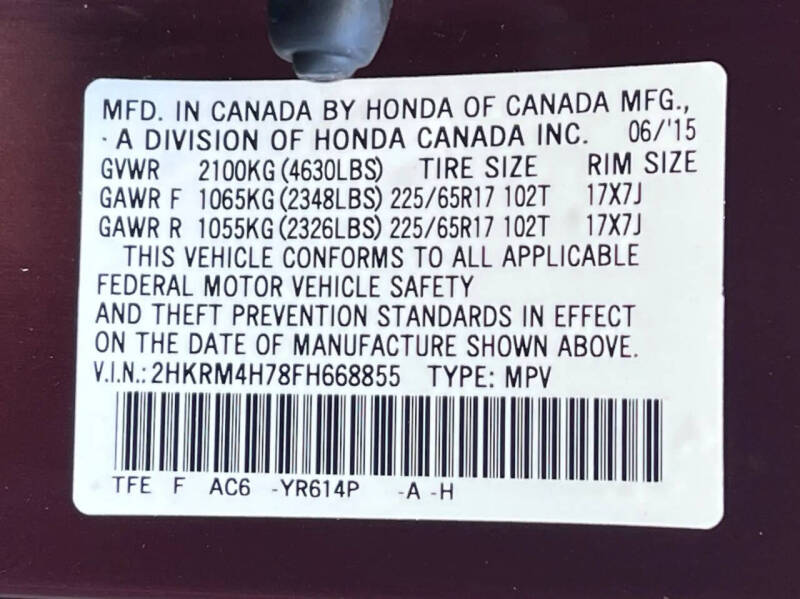 MFD. IN CANADA BY HONDA OF CANADA MFG.,
A DIVISION OF HONDA CANADA INC. 06/'15
GVWR 2100KG (4630LBS) TIRE SIZE RIM SIZE
GAWR F 1065KG (2348LBS) 225/65R17 102T 17X7J
GAWR R 1055KG (2326LBS) 225/65R17 102T 17X7J
THIS VEHICLE CONFORMS TO ALL APPLICABLE
FEDERAL MOTOR VEHICLE SAFETY
AND THEFT PREVENTION STANDARDS IN EFFECT
ON THE DATE OF MANUFACTURE SHOWN ABOVE.
V.I.N.: 2HKRM4H78FH668855 TYPE: MPV
TFE F AC6 -YR614P -A -H